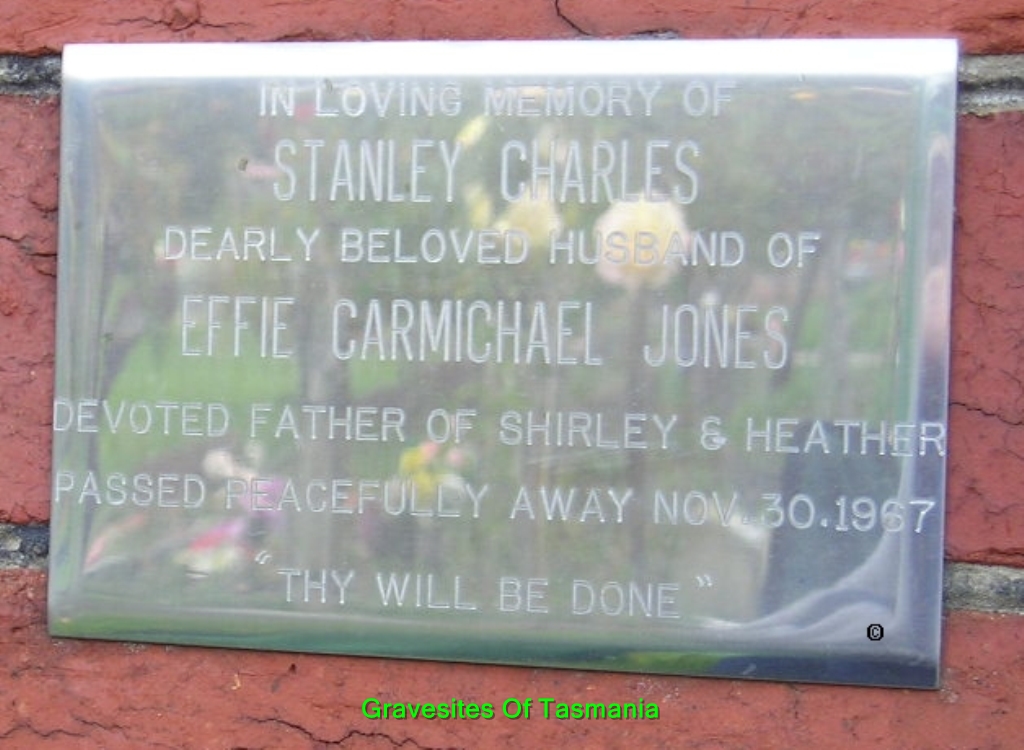 IN LOVING MEMORY OF
STANLEY CHARLES
DEARLY BELOVED HUSBAND OF
EFFIE CARMICHAEL JONES
DEVOTED FATHER OF SHIRLEY & HEATHER
PASSED PEACEFULLY AWAY NOV. 30. 1967
"THY WILL BE DONE"
©
Gravesites Of Tasmania